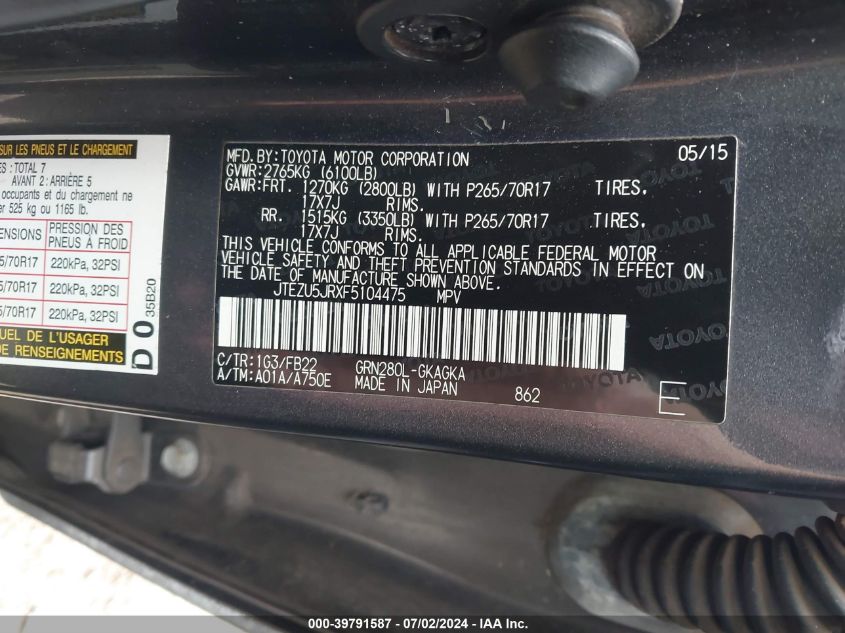 SUR LES PNEUS ET LE CHARGEMENT
TOTAL 7
AVANT 2 : ARRIÈRE 5
occupants et du chargement ne
er 525 kg ou 1165 lb.
PRESSION DES
PNEUS À FROID
5/70R17 220kPa, 32PSI
5/70R17 220kPa, 32PSI
/70R17 220kPa, 32PSI
UEL DE L'USAGER
DE RENSEIGNEMENTS
D 0
35B20
MFD. BY: TOYOTA MOTOR CORPORATION 05/15
GVWR: 2765KG (6100LB)
GAWR: FRT. 1270KG (2800LB) WITH P265/70R17 TIRES,
17X7J RIMS.
RR. 1515KG (3350LB) WITH P265/70R17 TIRES,
17X7J RIMS.
THIS VEHICLE CONFORMS TO ALL APPLICABLE FEDERAL MOTOR
VEHICLE SAFETY AND THEFT PREVENTION STANDARDS IN EFFECT ON
THE DATE OF MANUFACTURE SHOWN ABOVE.
JTEZU5JRXF5104475 MPV
C/TR: 1G3/FB22 GRN280L-GKAGKA
A/TM: A01A/A750E MADE IN JAPAN 862 E
000-39791587 / 07/02/2024 - IAA Inc.